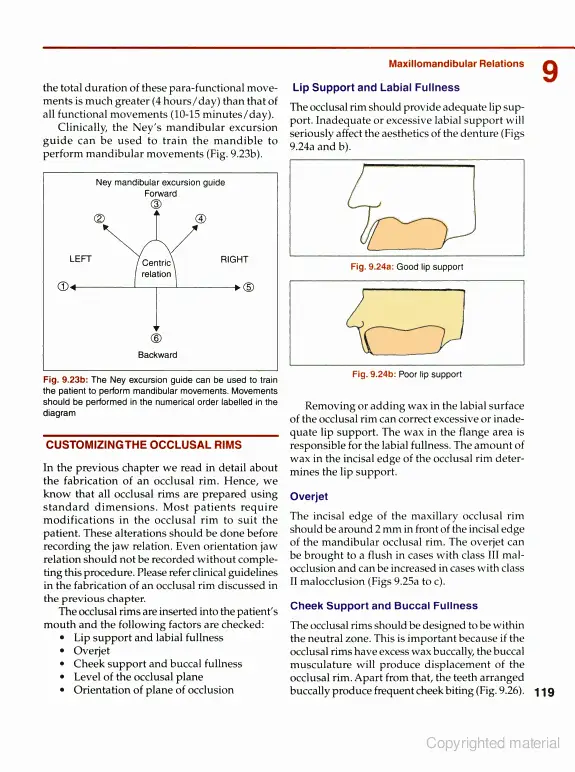 Maxillomandibular Relations
9
the total duration of these para-functional move-
ments is much greater (4 hours/day) than that of
all functional movements (10-15 minutes/day).
Clinically, the Ney's mandibular excursion
guide can be used to train the mandible to
perform mandibular movements (Fig. 9.23b).
Ney mandibular excursion guide
Forward
③
② ④
LEFT Centric RIGHT
relation
① ⑤
⑥
Backward
Fig. 9.23b: The Ney excursion guide can be used to train
the patient to perform mandibular movements. Movements
should be performed in the numerical order labelled in the
diagram
CUSTOMIZING THE OCCLUSAL RIMS
In the previous chapter we read in detail about
the fabrication of an occlusal rim. Hence, we
know that all occlusal rims are prepared using
standard dimensions. Most patients require
modifications in the occlusal rim to suit the
patient. These alterations should be done before
recording the jaw relation. Even orientation jaw
relation should not be recorded without comple-
ting this procedure. Please refer clinical guidelines
in the fabrication of an occlusal rim discussed in
the previous chapter.
The occlusal rims are inserted into the patient's
mouth and the following factors are checked:
• Lip support and labial fullness
• Overjet
• Cheek support and buccal fullness
• Level of the occlusal plane
• Orientation of plane of occlusion
Lip Support and Labial Fullness
The occlusal rim should provide adequate lip sup-
port. Inadequate or excessive labial support will
seriously affect the aesthetics of the denture (Figs
9.24a and b).
Fig. 9.24a: Good lip support
Fig. 9.24b: Poor lip support
Removing or adding wax in the labial surface
of the occlusal rim can correct excessive or inade-
quate lip support. The wax in the flange area is
responsible for the labial fullness. The amount of
wax in the incisal edge of the occlusal rim deter-
mines the lip support.
Overjet
The incisal edge of the maxillary occlusal rim
should be around 2 mm in front of the incisal edge
of the mandibular occlusal rim. The overjet can
be brought to a flush in cases with class III mal-
occlusion and can be increased in cases with class
II malocclusion (Figs 9.25a to c).
Cheek Support and Buccal Fullness
The occlusal rims should be designed to be within
the neutral zone. This is important because if the
occlusal rims have excess wax buccally, the buccal
musculature will produce displacement of the
occlusal rim. Apart from that, the teeth arranged
buccally produce frequent cheek biting (Fig. 9.26).
119
Copyrighted material